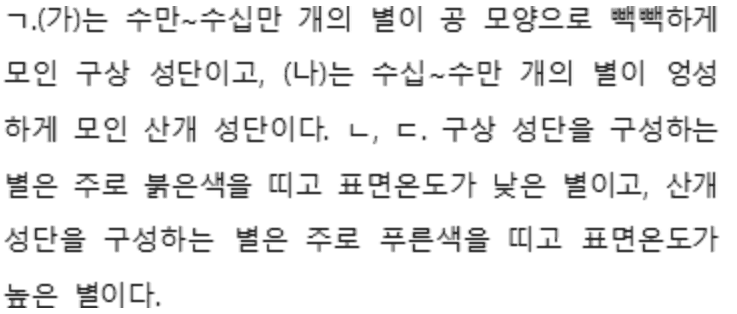 ㄱ.(가)는 수만~수십만 개의 별이 공 모양으로 빽빽하게
모인 구상 성단이고, (나)는 수십~수만 개의 별이 엉성
하게 모인 산개 성단이다. ㄴ, ㄷ. 구상 성단을 구성하는
별은 주로 붉은색을 띠고 표면온도가 낮은 별이고, 산개
성단을 구성하는 별은 주로 푸른색을 띠고 표면온도가
높은 별이다.